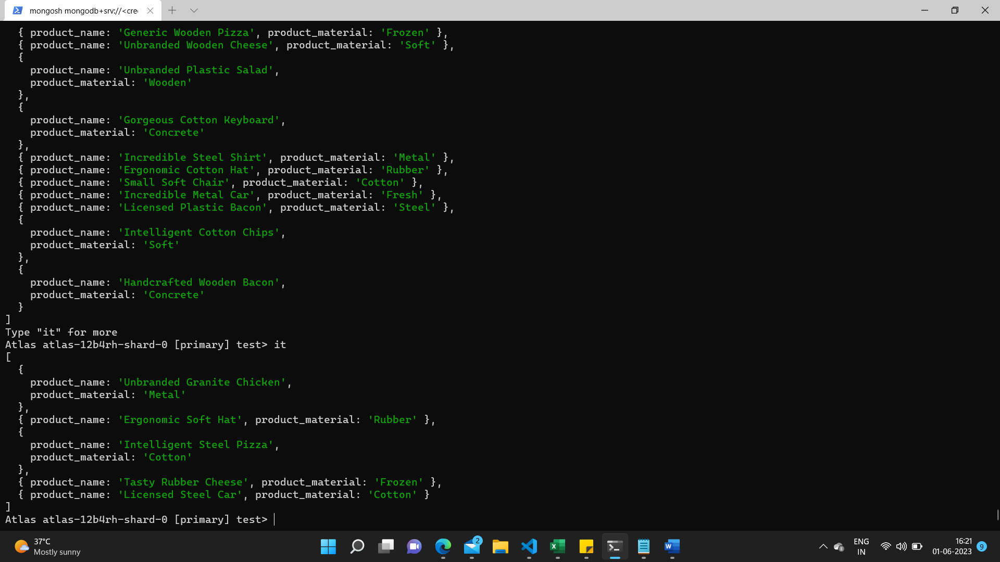 mongosh mongodb+srv://<cre
  { product_name: 'Generic Wooden Pizza', product_material: 'Frozen' },
  { product_name: 'Unbranded Wooden Cheese', product_material: 'Soft' },
  {
    product_name: 'Unbranded Plastic Salad',
    product_material: 'Wooden'
  },
  {
    product_name: 'Gorgeous Cotton Keyboard',
    product_material: 'Concrete'
  },
  { product_name: 'Incredible Steel Shirt', product_material: 'Metal' },
  { product_name: 'Ergonomic Cotton Hat', product_material: 'Rubber' },
  { product_name: 'Small Soft Chair', product_material: 'Cotton' },
  { product_name: 'Incredible Metal Car', product_material: 'Fresh' },
  { product_name: 'Licensed Plastic Bacon', product_material: 'Steel' },
  {
    product_name: 'Intelligent Cotton Chips',
    product_material: 'Soft'
  },
  {
    product_name: 'Handcrafted Wooden Bacon',
    product_material: 'Concrete'
  }
]
Type "it" for more
Atlas atlas-12b4rh-shard-0 [primary] test> it
[
  {
    product_name: 'Unbranded Granite Chicken',
    product_material: 'Metal'
  },
  { product_name: 'Ergonomic Soft Hat', product_material: 'Rubber' },
  {
    product_name: 'Intelligent Steel Pizza',
    product_material: 'Cotton'
  },
  { product_name: 'Tasty Rubber Cheese', product_material: 'Frozen' },
  { product_name: 'Licensed Steel Car', product_material: 'Cotton' }
]
Atlas atlas-12b4rh-shard-0 [primary] test>
37°C
Mostly sunny
2
ENG
IN
16:21
01-06-2023
9